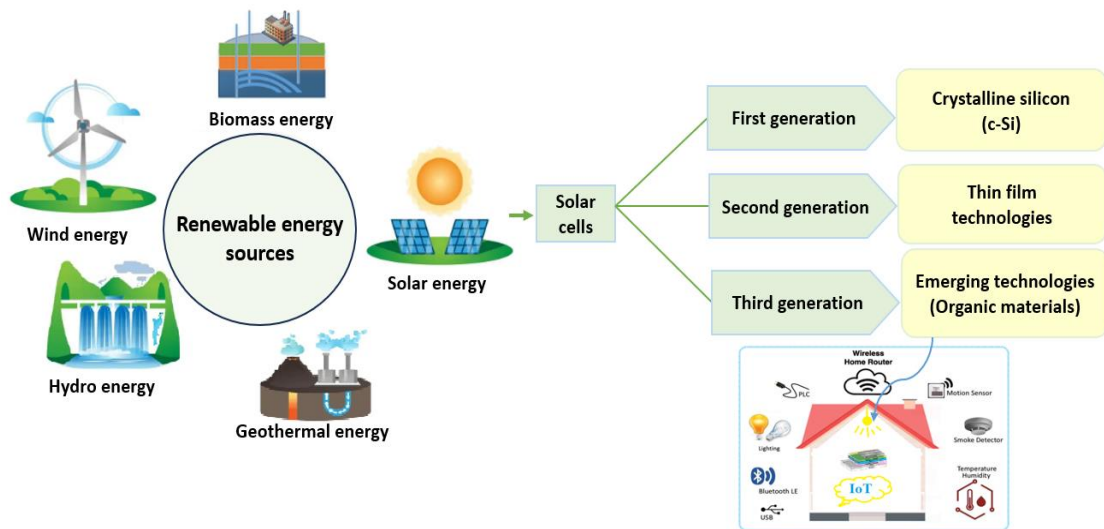 Biomass energy
Wind energy
Renewable energy
sources
Hydro energy
Geothermal energy
Solar energy
Solar
cells
First generation
Crystalline silicon
(c-Si)
Second generation
Thin film
technologies
Third generation
Emerging technologies
(Organic materials)
Wireless
Home Router
PLC
Motion Sensor
Lighting
Smoke Detector
Bluetooth LE
Temperature
Humidity
IoT
USB